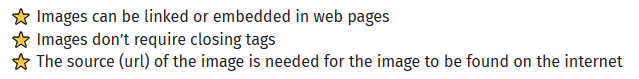 Images can be linked or embedded in web pages
Images don't require closing tags
The source (url) of the image is needed for the image to be found on the internet